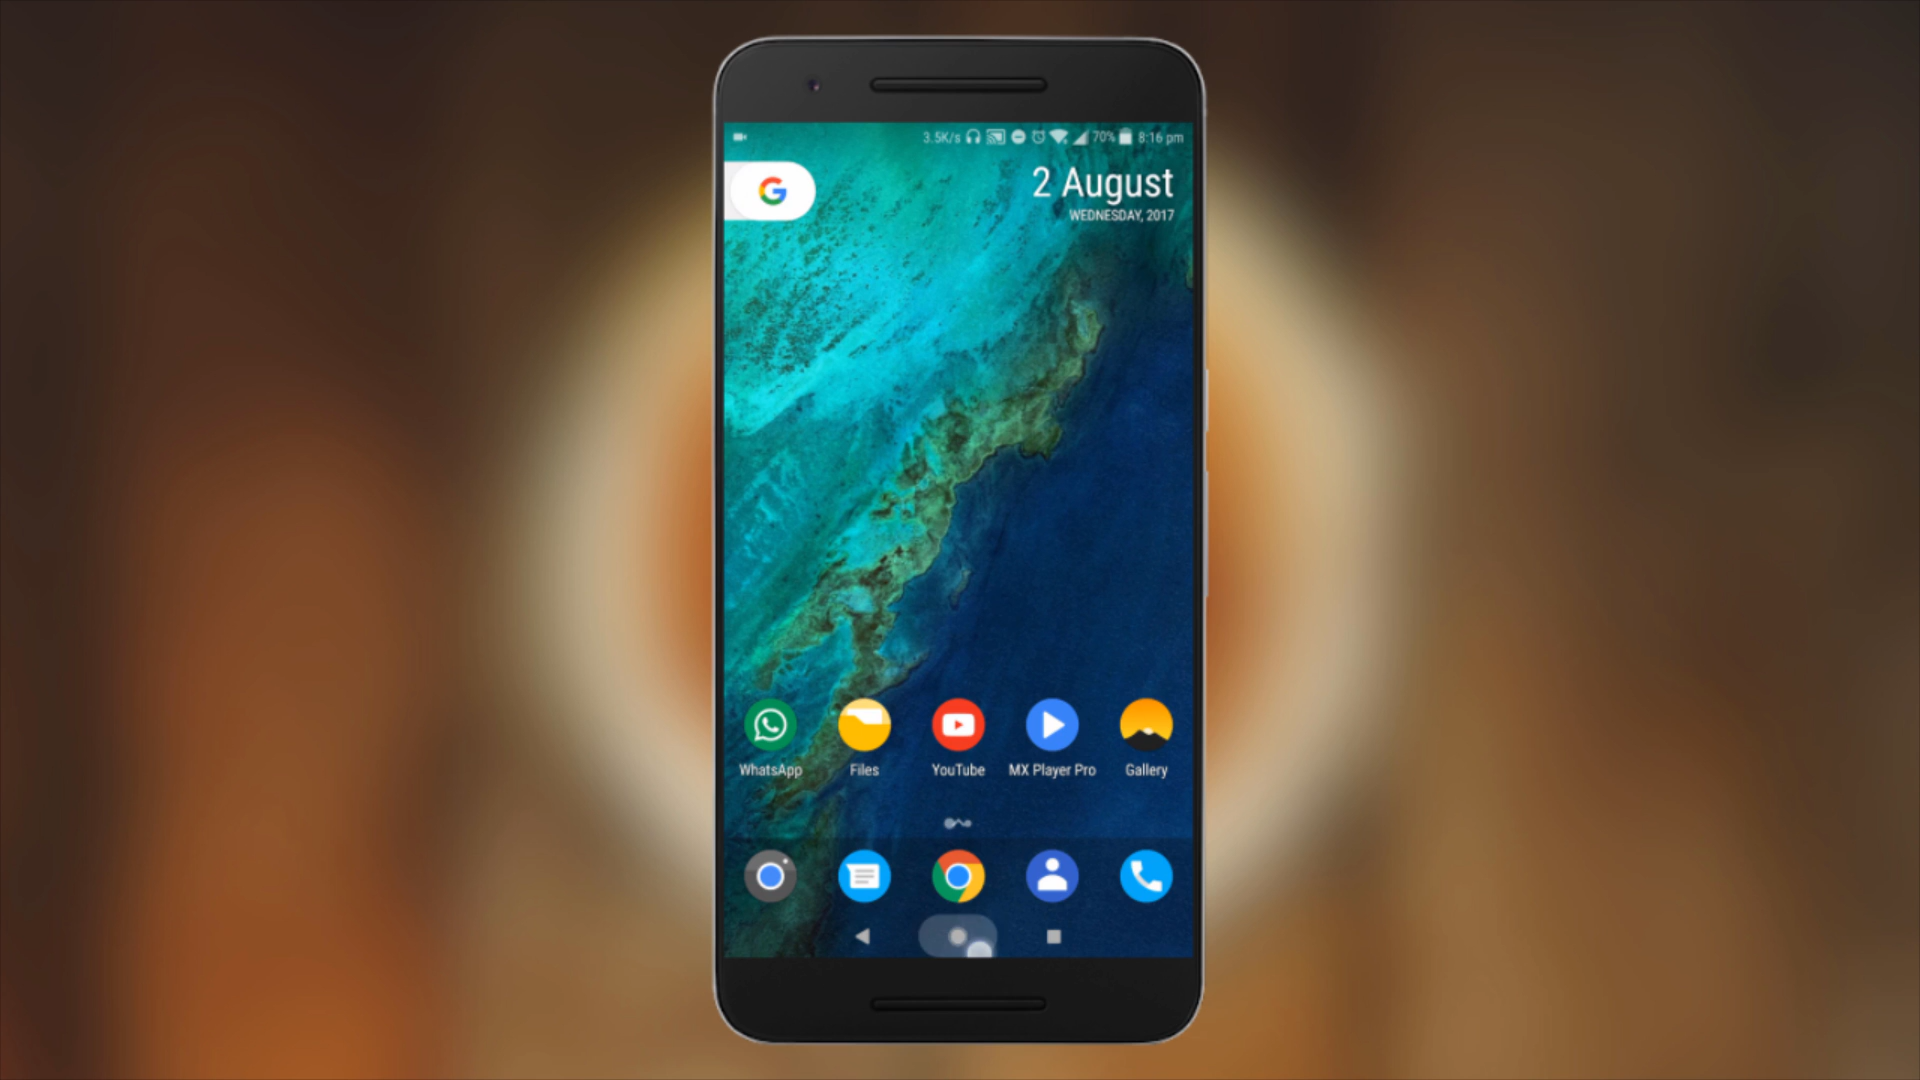 3.5K/s 70% 8:16 pm
G
2 August
WEDNESDAY, 2017
WhatsApp Files YouTube MX Player Pro Gallery